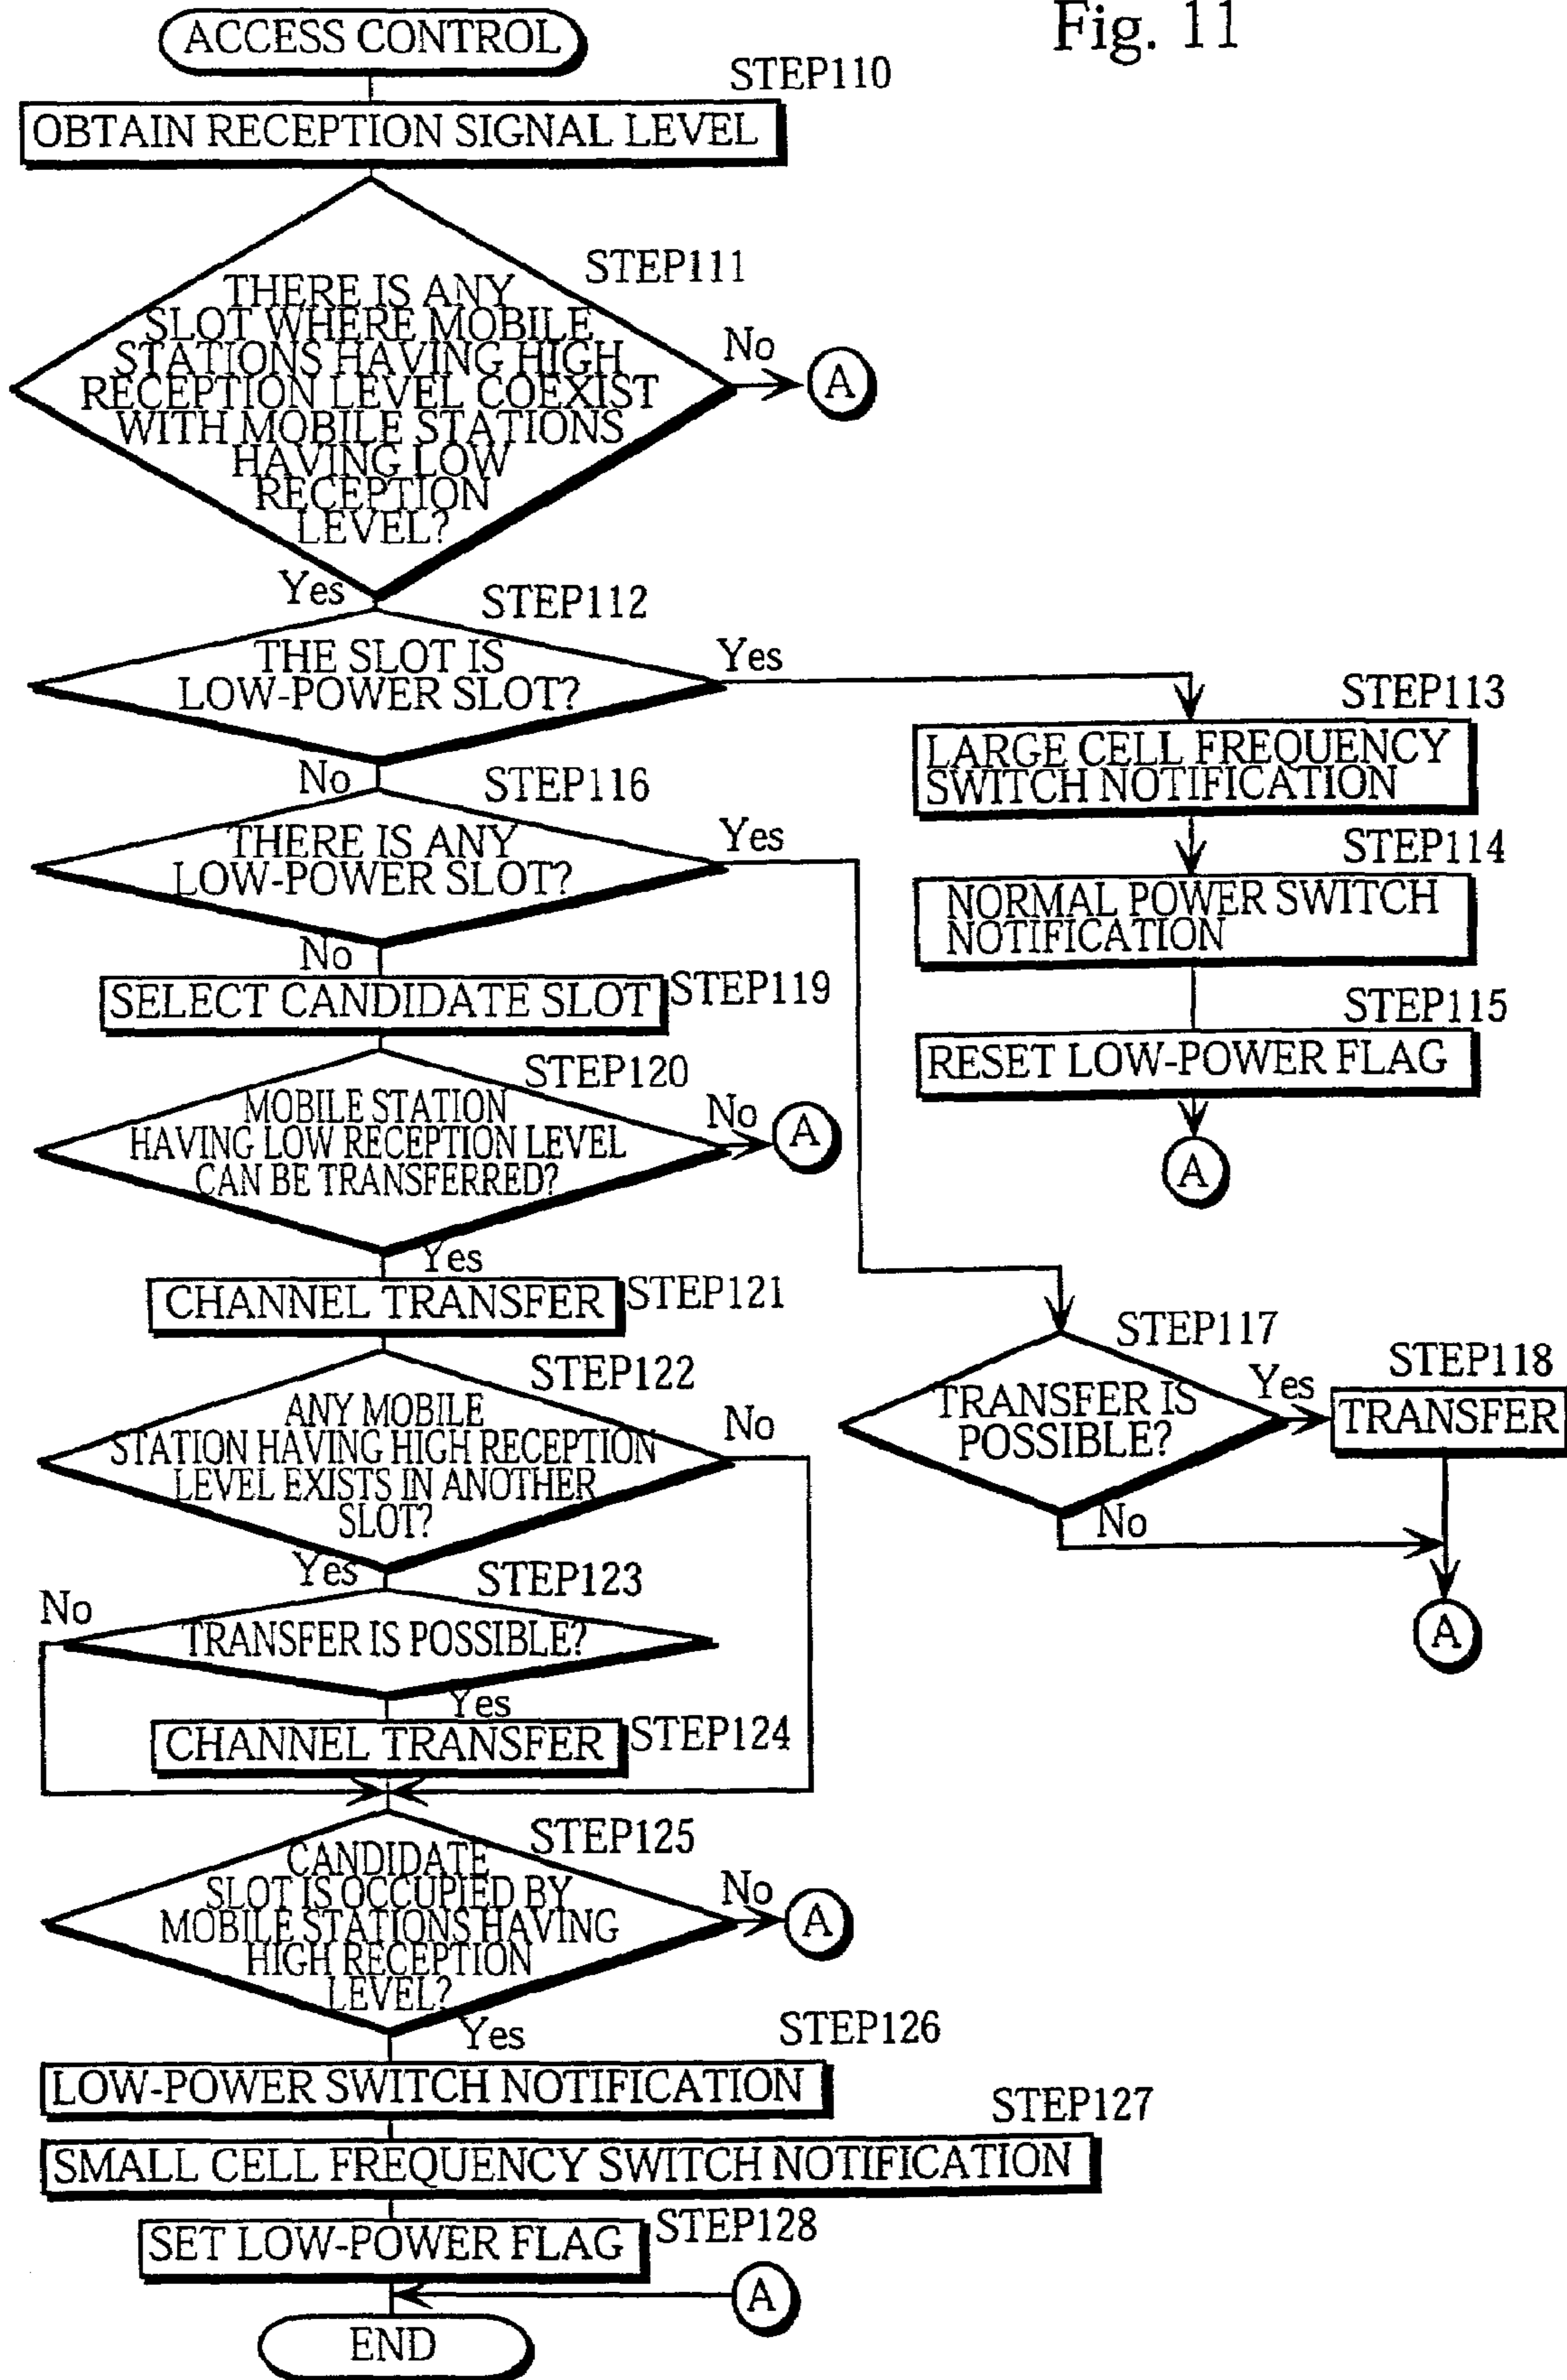 Fig. 11
ACCESS CONTROL
STEP110
OBTAIN RECEPTION SIGNAL LEVEL
STEP111
THERE IS ANY
SLOT WHERE MOBILE
STATIONS HAVING HIGH
RECEPTION LEVEL COEXIST
WITH MOBILE STATIONS
HAVING LOW
RECEPTION
LEVEL?
No
A
Yes
STEP112
THE SLOT IS
LOW-POWER SLOT?
Yes
STEP113
LARGE CELL FREQUENCY
SWITCH NOTIFICATION
STEP114
NORMAL POWER SWITCH
NOTIFICATION
STEP115
RESET LOW-POWER FLAG
A
No
STEP116
THERE IS ANY
LOW-POWER SLOT?
Yes
No
SELECT CANDIDATE SLOT
STEP119
STEP120
MOBILE STATION
HAVING LOW RECEPTION LEVEL
CAN BE TRANSFERRED?
No
A
Yes
CHANNEL TRANSFER
STEP121
STEP117
TRANSFER IS
POSSIBLE?
Yes
STEP118
TRANSFER
No
A
STEP122
ANY MOBILE
STATION HAVING HIGH RECEPTION
LEVEL EXISTS IN ANOTHER
SLOT?
No
Yes
STEP123
No
TRANSFER IS POSSIBLE?
Yes
CHANNEL TRANSFER
STEP124
STEP125
CANDIDATE
SLOT IS OCCUPIED BY
MOBILE STATIONS HAVING
HIGH RECEPTION
LEVEL?
No
A
Yes
STEP126
LOW-POWER SWITCH NOTIFICATION
STEP127
SMALL CELL FREQUENCY SWITCH NOTIFICATION
STEP128
SET LOW-POWER FLAG
A
END